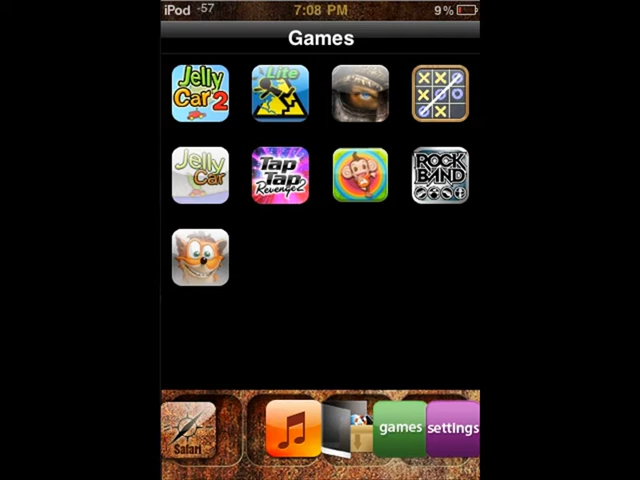 iPod -57 7:08 PM 9%
Games
Jelly Car 2
Lite
X X O
X O O
O X
Jelly Car
Tap Tap Revenge 2
ROCK BAND
Safari
games
settings